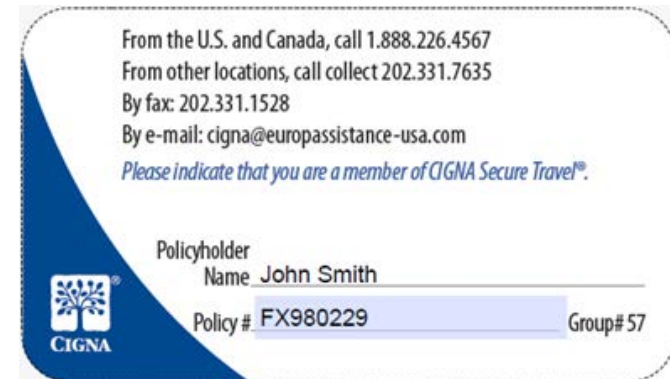 From the U.S. and Canada, call 1.888.226.4567
From other locations, call collect 202.331.7635
By fax: 202.331.1528
By e-mail: cigna@europassistance-usa.com
Please indicate that you are a member of CIGNA Secure Travel®.
Policyholder
Name John Smith
Policy # FX980229 Group# 57
®
CIGNA